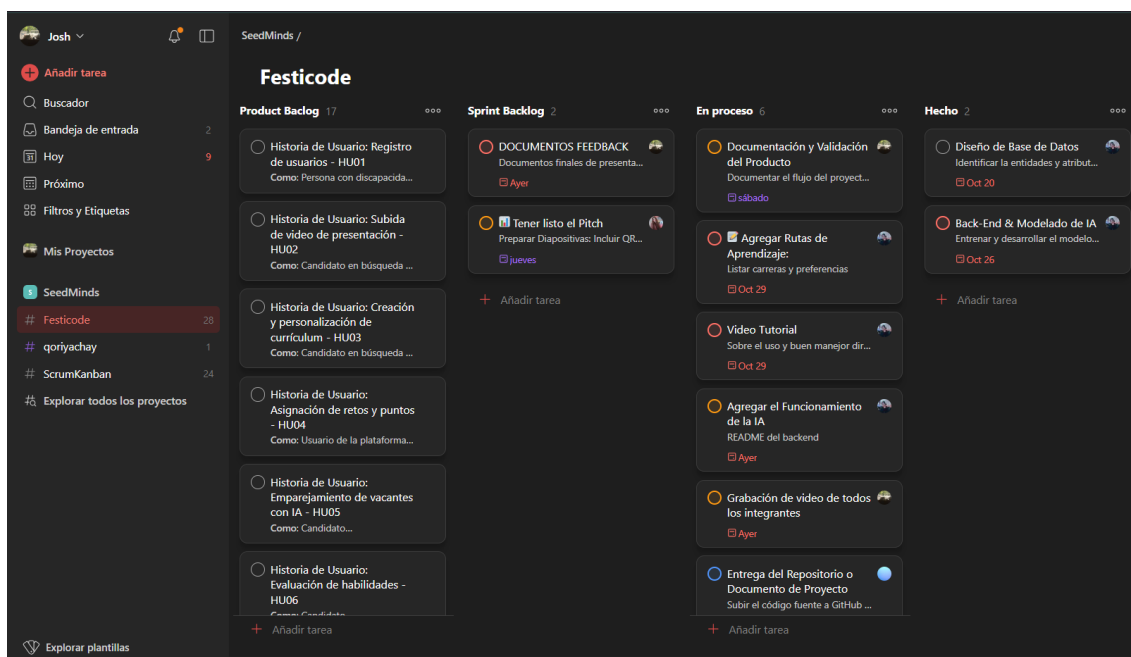 Josh
Añadir tarea
Buscador
Bandeja de entrada 2
Hoy 9
Próximo
Filtros y Etiquetas
Mis Proyectos
SeedMinds
# Festicode 28
# qoriyachay 1
# ScrumKanban 24
Explorar todos los proyectos
Explorar plantillas
SeedMinds /
Festicode
Product Baclog 17
Historia de Usuario: Registro
de usuarios - HU01
Como: Persona con discapacida...
Historia de Usuario: Subida
de video de presentación -
HU02
Como: Candidato en búsqueda ...
Historia de Usuario: Creación
y personalización de
currículum - HU03
Como: Candidato en búsqueda ...
Historia de Usuario:
Asignación de retos y puntos
- HU04
Como: Usuario de la plataforma...
Historia de Usuario:
Emparejamiento de vacantes
con IA - HU05
Como: Candidato...
Historia de Usuario:
Evaluación de habilidades -
HU06
Como: Candidato
Añadir tarea
Sprint Backlog 2
DOCUMENTOS FEEDBACK
Documentos finales de presenta...
Ayer
Tener listo el Pitch
Preparar Diapositivas: Incluir QR...
jueves
Añadir tarea
En proceso 6
Documentación y Validación
del Producto
Documentar el flujo del proyect...
sábado
Agregar Rutas de
Aprendizaje:
Listar carreras y preferencias
Oct 29
Video Tutorial
Sobre el uso y buen manejor dir...
Oct 29
Agregar el Funcionamiento
de la IA
README del backend
Ayer
Grabación de video de todos
los integrantes
Ayer
Entrega del Repositorio o
Documento de Proyecto
Subir el código fuente a GitHub ...
Añadir tarea
Hecho 2
Diseño de Base de Datos
Identificar la entidades y atribut...
Oct 20
Back-End & Modelado de IA
Entrenar y desarrollar el modelo...
Oct 26
Añadir tarea